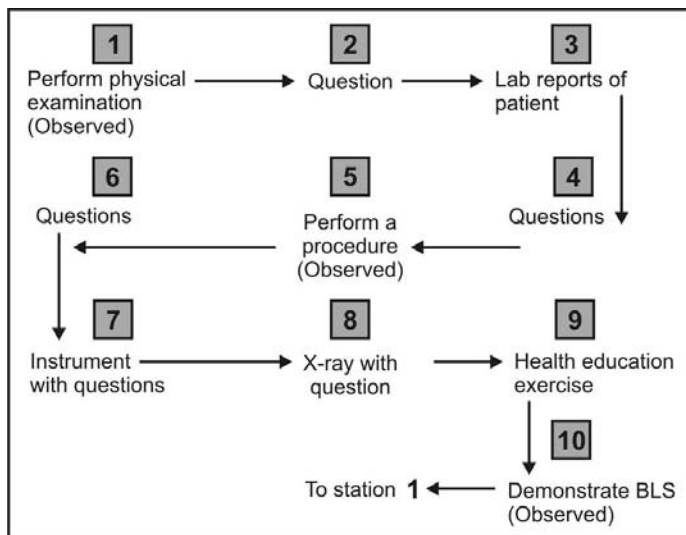 1
Perform physical
examination
(Observed)
2
Question
3
Lab reports of
patient
4
Questions
5
Perform a
procedure
(Observed)
6
Questions
7
Instrument
with questions
8
X-ray with
question
9
Health education
exercise
10
Demonstrate BLS
(Observed)
To station 1